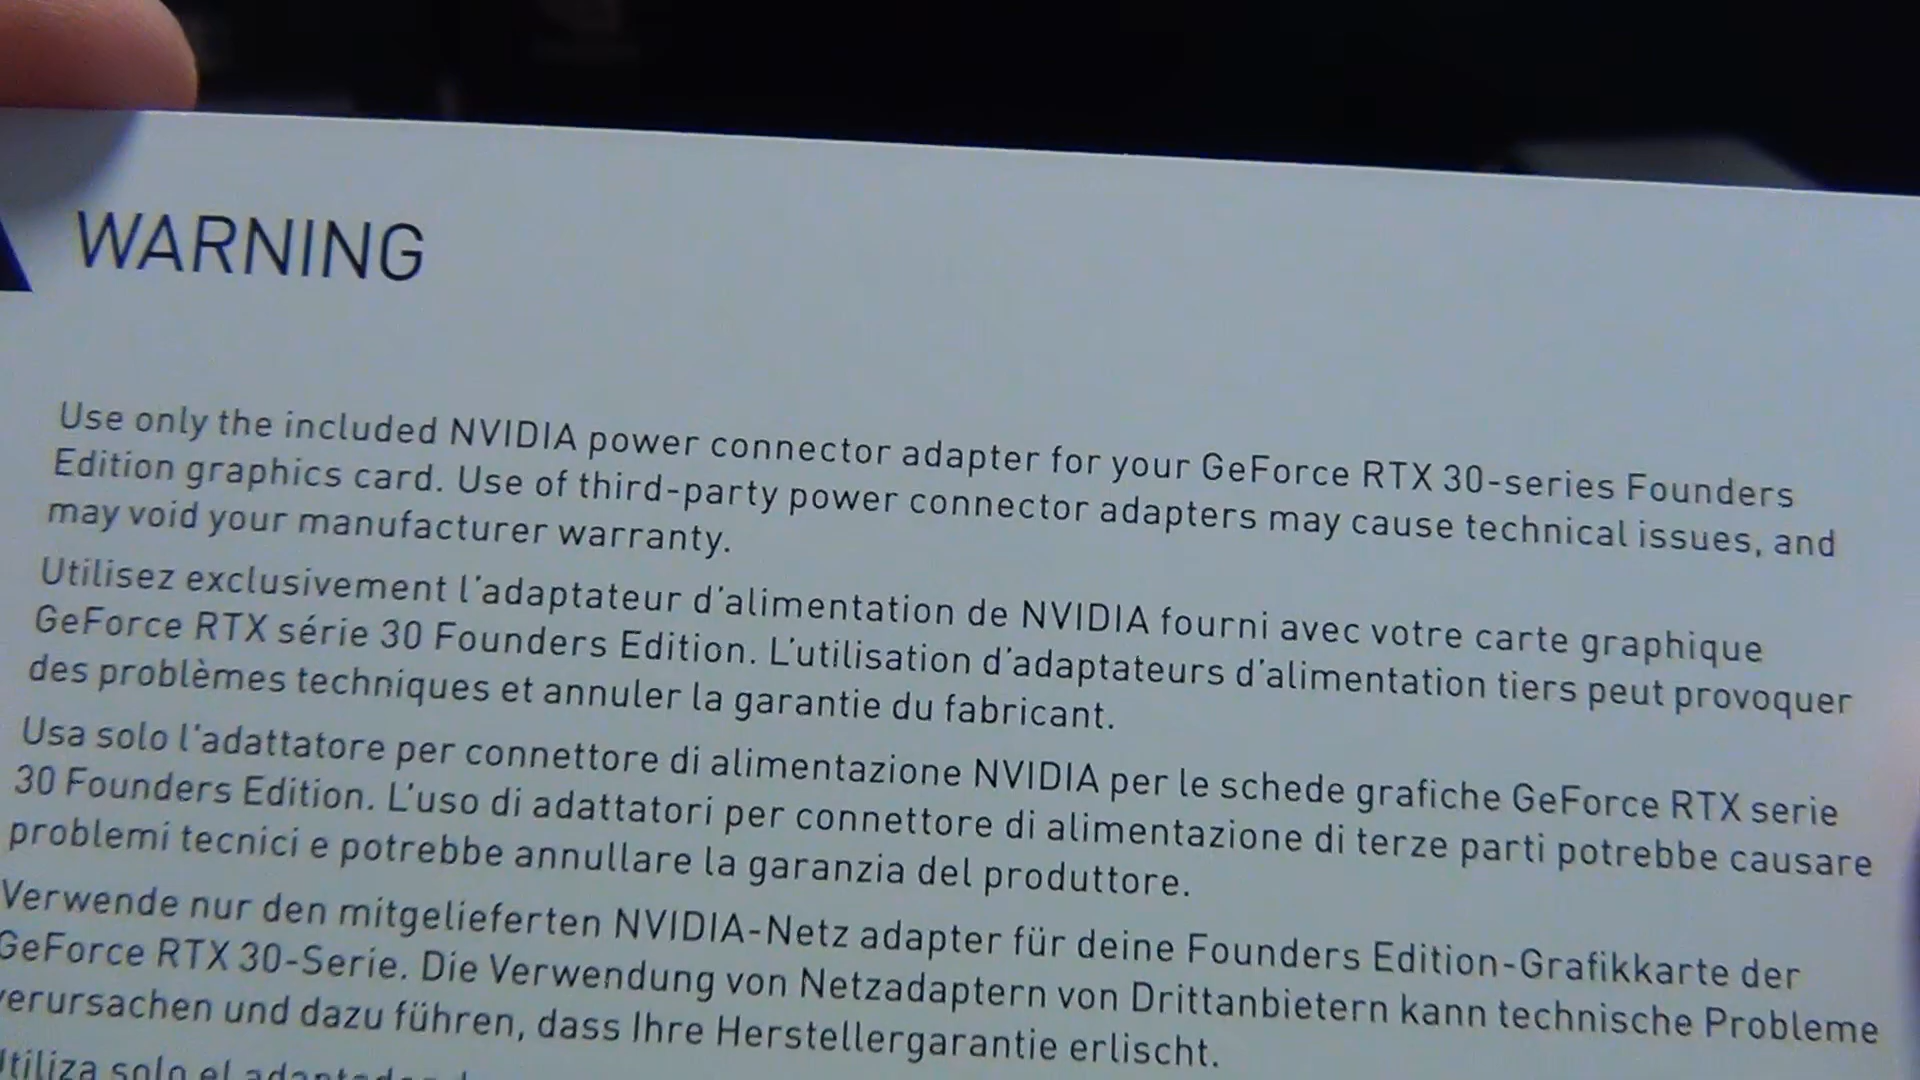 WARNING
Use only the included NVIDIA power connector adapter for your GeForce RTX 30-series Founders
Edition graphics card. Use of third-party power connector adapters may cause technical issues, and
may void your manufacturer warranty.
Utilisez exclusivement l'adaptateur d'alimentation de NVIDIA fourni avec votre carte graphique
GeForce RTX série 30 Founders Edition. L'utilisation d'adaptateurs d'alimentation tiers peut provoquer
des problèmes techniques et annuler la garantie du fabricant.
Usa solo l'adattatore per connettore di alimentazione NVIDIA per le schede grafiche GeForce RTX serie
30 Founders Edition. L'uso di adattatori per connettore di alimentazione di terze parti potrebbe causare
problemi tecnici e potrebbe annullare la garanzia del produttore.
Verwende nur den mitgelieferten NVIDIA-Netz adapter für deine Founders Edition-Grafikkarte der
GeForce RTX 30-Serie. Die Verwendung von Netzadaptern von Drittanbietern kann technische Probleme
verursachen und dazu führen, dass Ihre Herstellergarantie erlischt.
Utiliza solo el